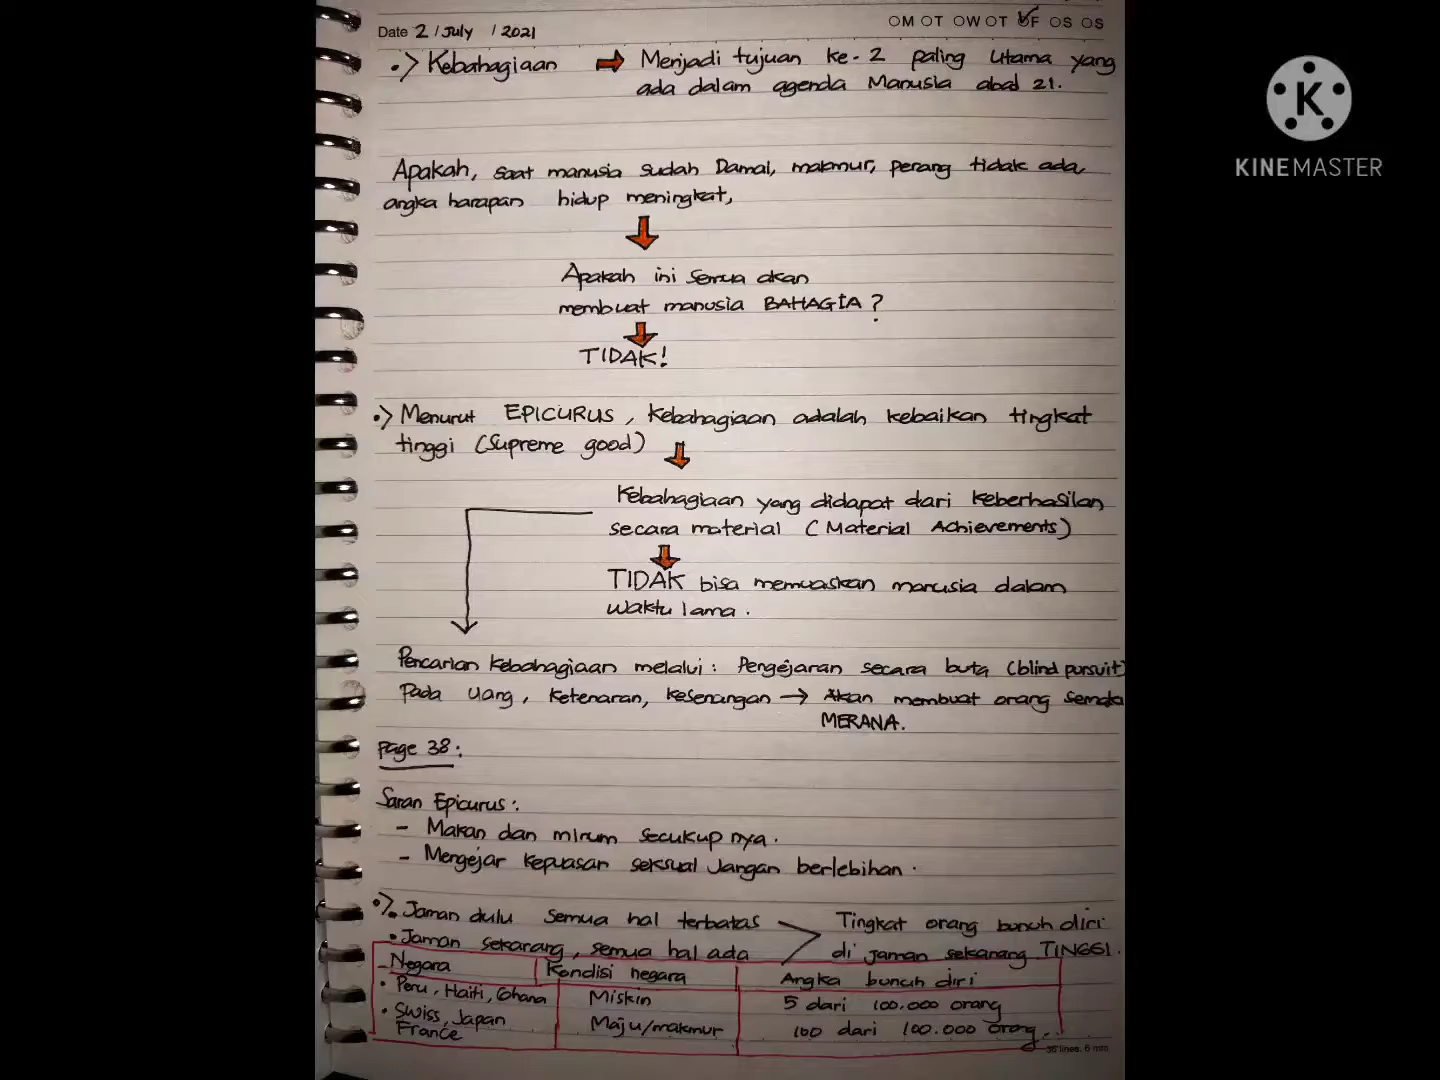 Date 2 / July / 2021
OM OT OW OT OF OS OS
Kebahagiaan → Menjadi tujuan ke-2 paling utama yang
ada dalam agenda Manusia abad 21.
K
KINEMASTER
Apakah, saat manusia sudah Damai, makmur, perang tidak ada,
angka harapan hidup meningkat,
Apakah ini semua akan
membuat manusia BAHAGIA?
TIDAK!
Menurut EPICURUS, Kebahagiaan adalah kebaikan tingkat
tinggi (Supreme good)
Kebahagiaan yang didapat dari keberhasilan
secara material (Material Achievements)
TIDAK bisa memuaskan manusia dalam
waktu lama.
Pencarian Kebahagiaan melalui: Pengejaran secara buta (blind pursuit)
Pada uang, ketenaran, kesenangan → Akan membuat orang semata
MERANA.
Page 38:
Saran Epicurus:
- Makan dan minum secukupnya.
- Mengejar kepuasan seksual Jangan berlebihan.
• Jaman dulu semua hal terbatas
• Jaman sekarang, semua hal ada
Tingkat orang bunuh diri
di jaman sekarang TINGGI.
Negara Kondisi negara Angka bunuh diri
• Peru, Haiti, Ghana Miskin 5 dari 100.000 orang
• Swiss, Japan Maju/makmur 100 dari 100.000 orang.
France
36 lines, 6 mm